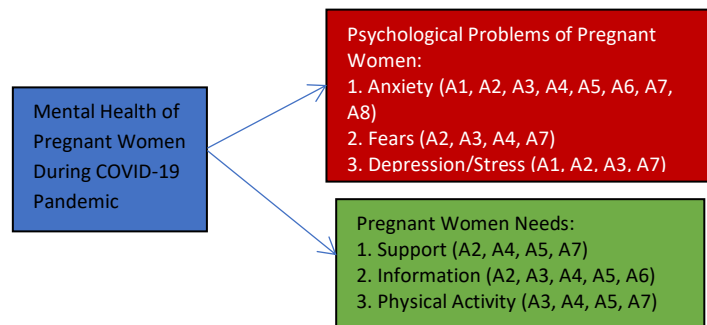 Mental Health of
Pregnant Women
During COVID-19
Pandemic
Psychological Problems of Pregnant
Women:
1. Anxiety (A1, A2, A3, A4, A5, A6, A7,
A8)
2. Fears (A2, A3, A4, A7)
3. Depression/Stress (A1, A2, A3, A7)
Pregnant Women Needs:
1. Support (A2, A4, A5, A7)
2. Information (A2, A3, A4, A5, A6)
3. Physical Activity (A3, A4, A5, A7)